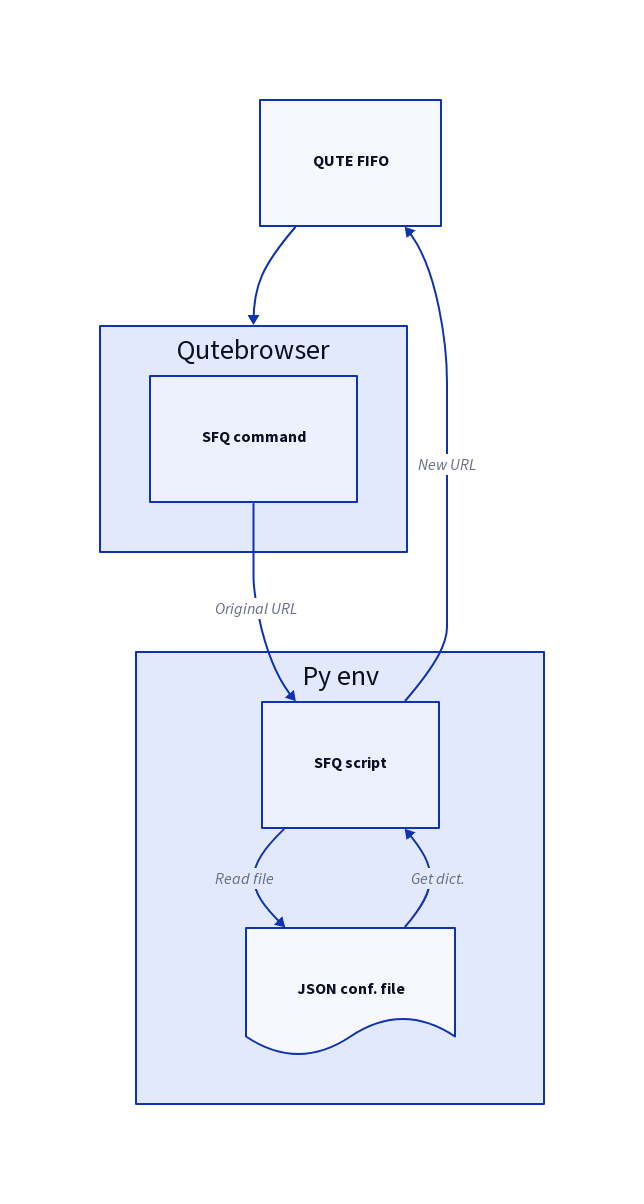 QUTE FIFO
Qutebrowser
SFQ command
New URL
Original URL
Py env
SFQ script
Read file
Get dict.
JSON conf. file